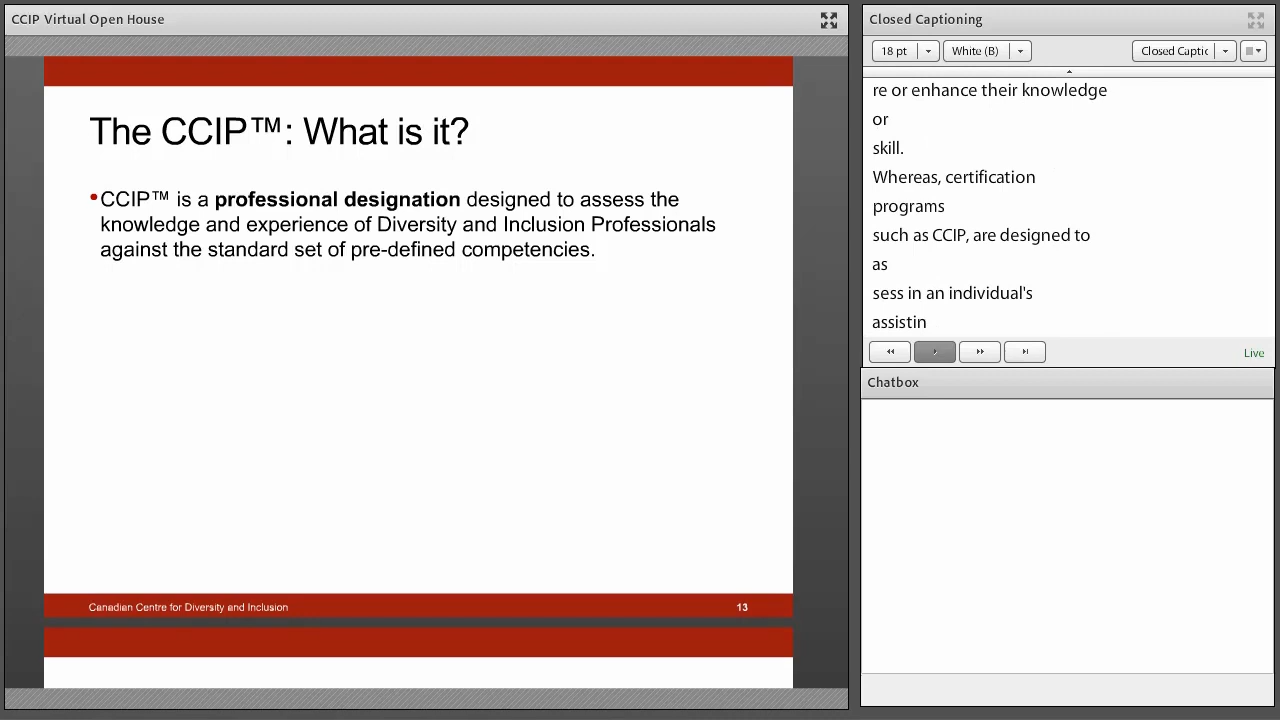 CCIP Virtual Open House
The CCIP™: What is it?
•CCIP™ is a professional designation designed to assess the
knowledge and experience of Diversity and Inclusion Professionals
against the standard set of pre-defined competencies.
Canadian Centre for Diversity and Inclusion 13
Closed Captioning
18 pt White (B) Closed Captic
re or enhance their knowledge
or
skill.
Whereas, certification
programs
such as CCIP, are designed to
as
sess in an individual's
assistin
Live
Chatbox